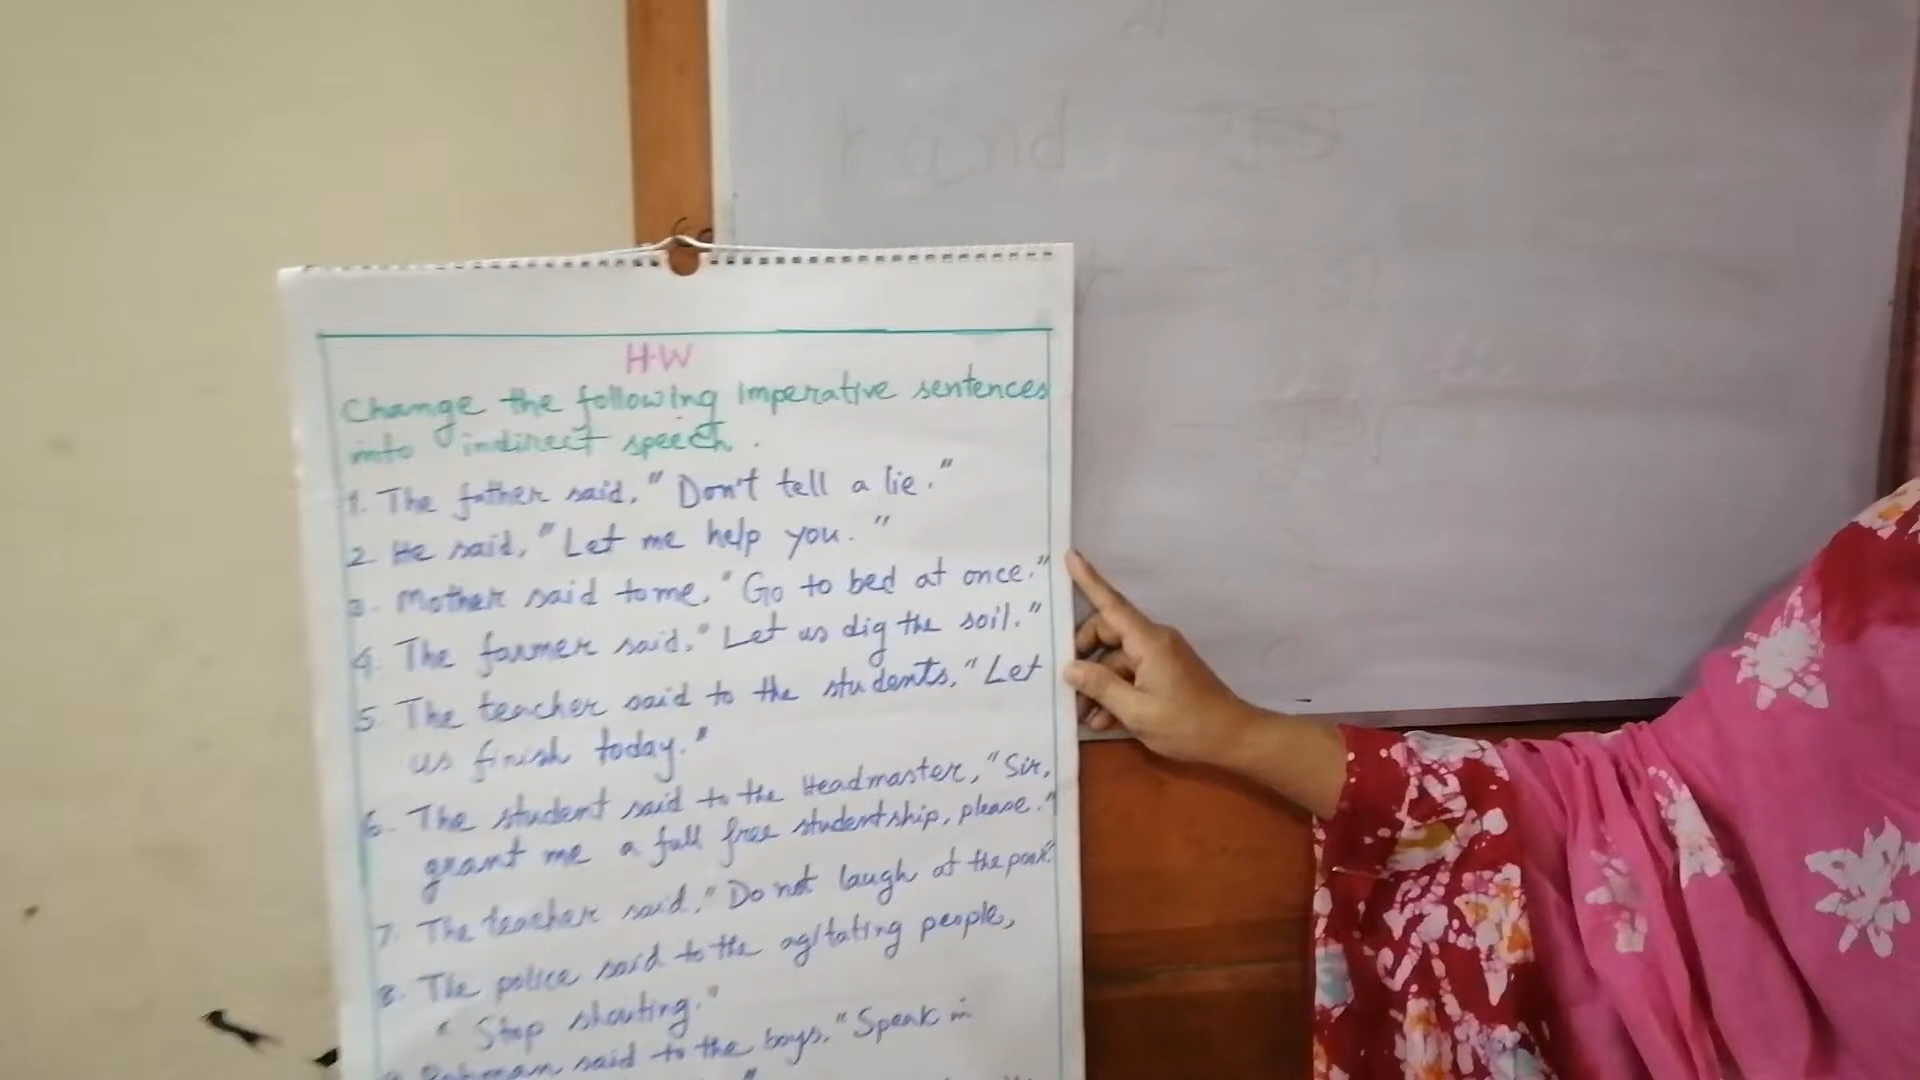 H.W
Change the following imperative sentences
into indirect speech.
1. The father said, "Don't tell a lie."
2. He said, "Let me help you."
3. Mother said to me, "Go to bed at once."
4. The farmer said, "Let us dig the soil."
5. The teacher said to the students, "Let
us finish today."
6. The student said to the Headmaster, "Sir,
grant me a full free studentship, please."
7. The teacher said, "Do not laugh at the poor."
8. The police said to the agitating people,
"Stop shouting."
Rahman said to the boys, "Speak in